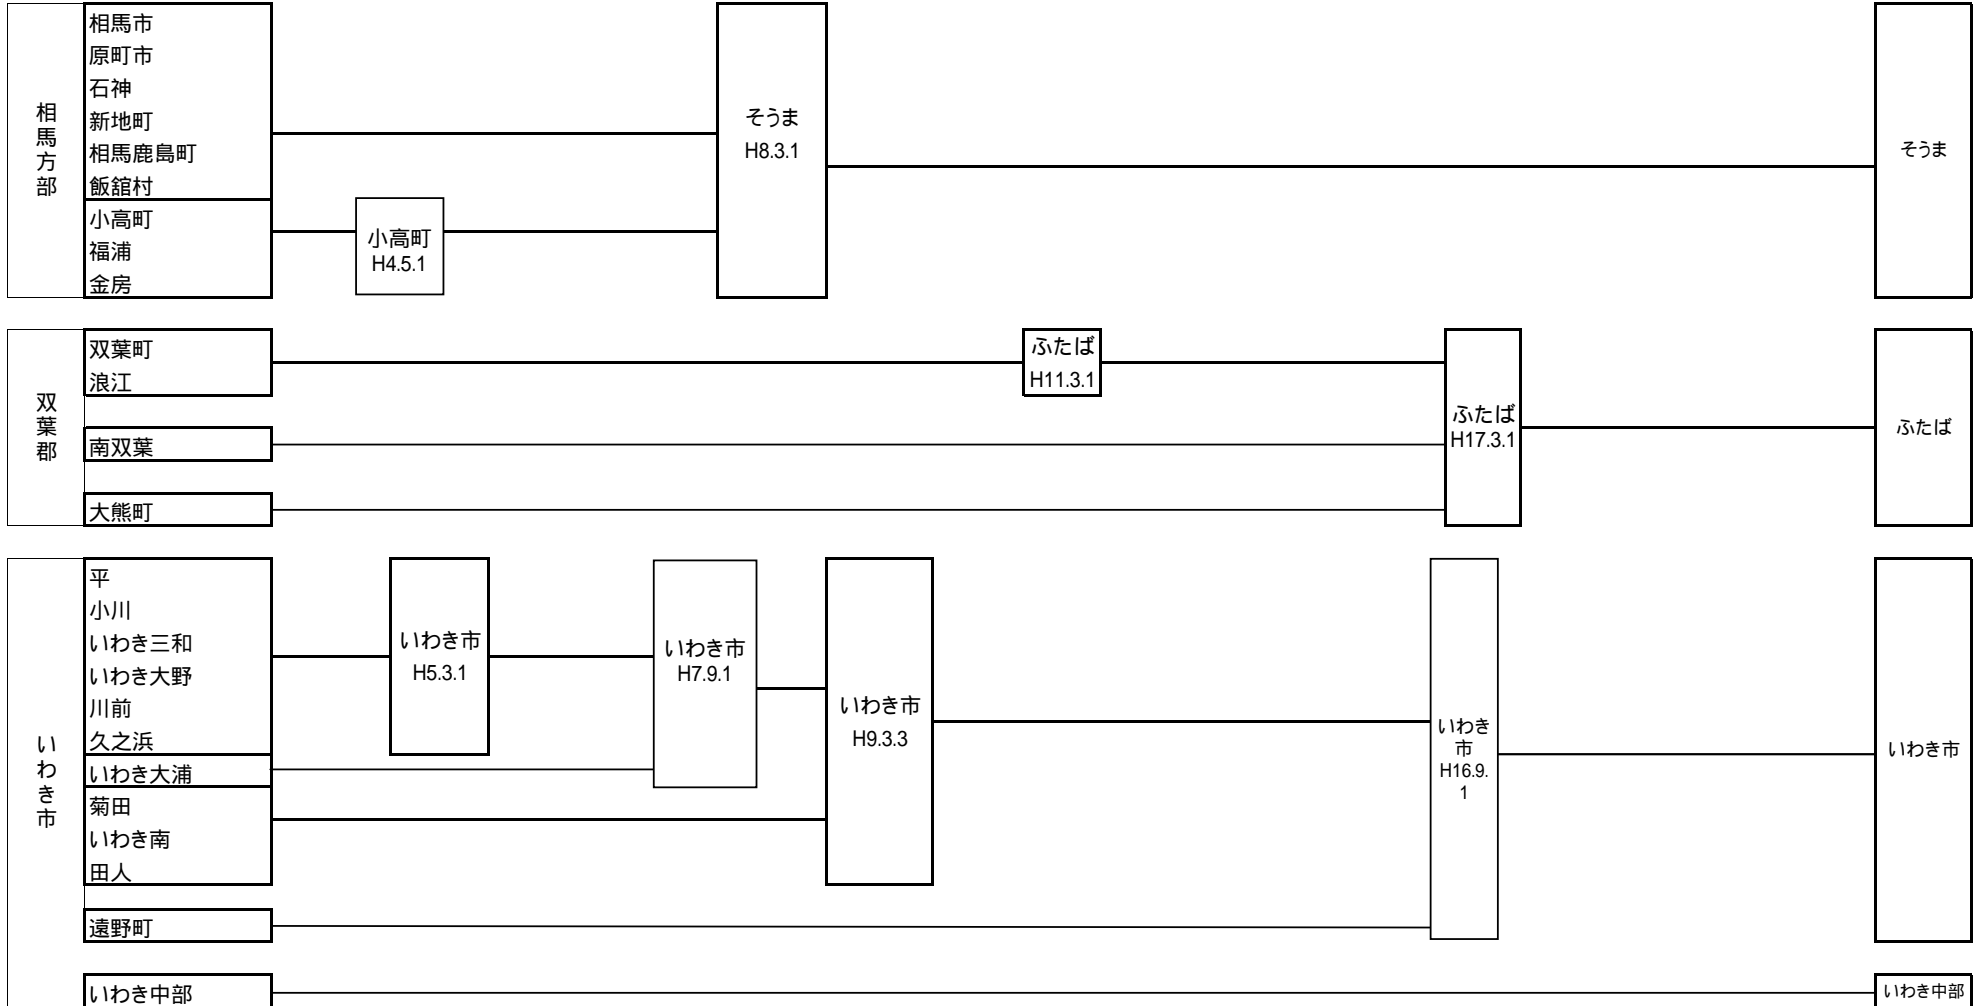 相馬方部
相馬市
原町市
石神
新地町
相馬鹿島町
飯舘村
小高町
福浦
金房
小高町
H4.5.1
そうま
H8.3.1
そうま
双葉郡
双葉町
浪江
南双葉
大熊町
ふたば
H11.3.1
ふたば
H17.3.1
ふたば
いわき市
平
小川
いわき三和
いわき大野
川前
久之浜
いわき大浦
菊田
いわき南
田人
遠野町
いわき中部
いわき市
H5.3.1
いわき市
H7.9.1
いわき市
H9.3.3
いわき
市
H16.9.
1
いわき市
いわき中部